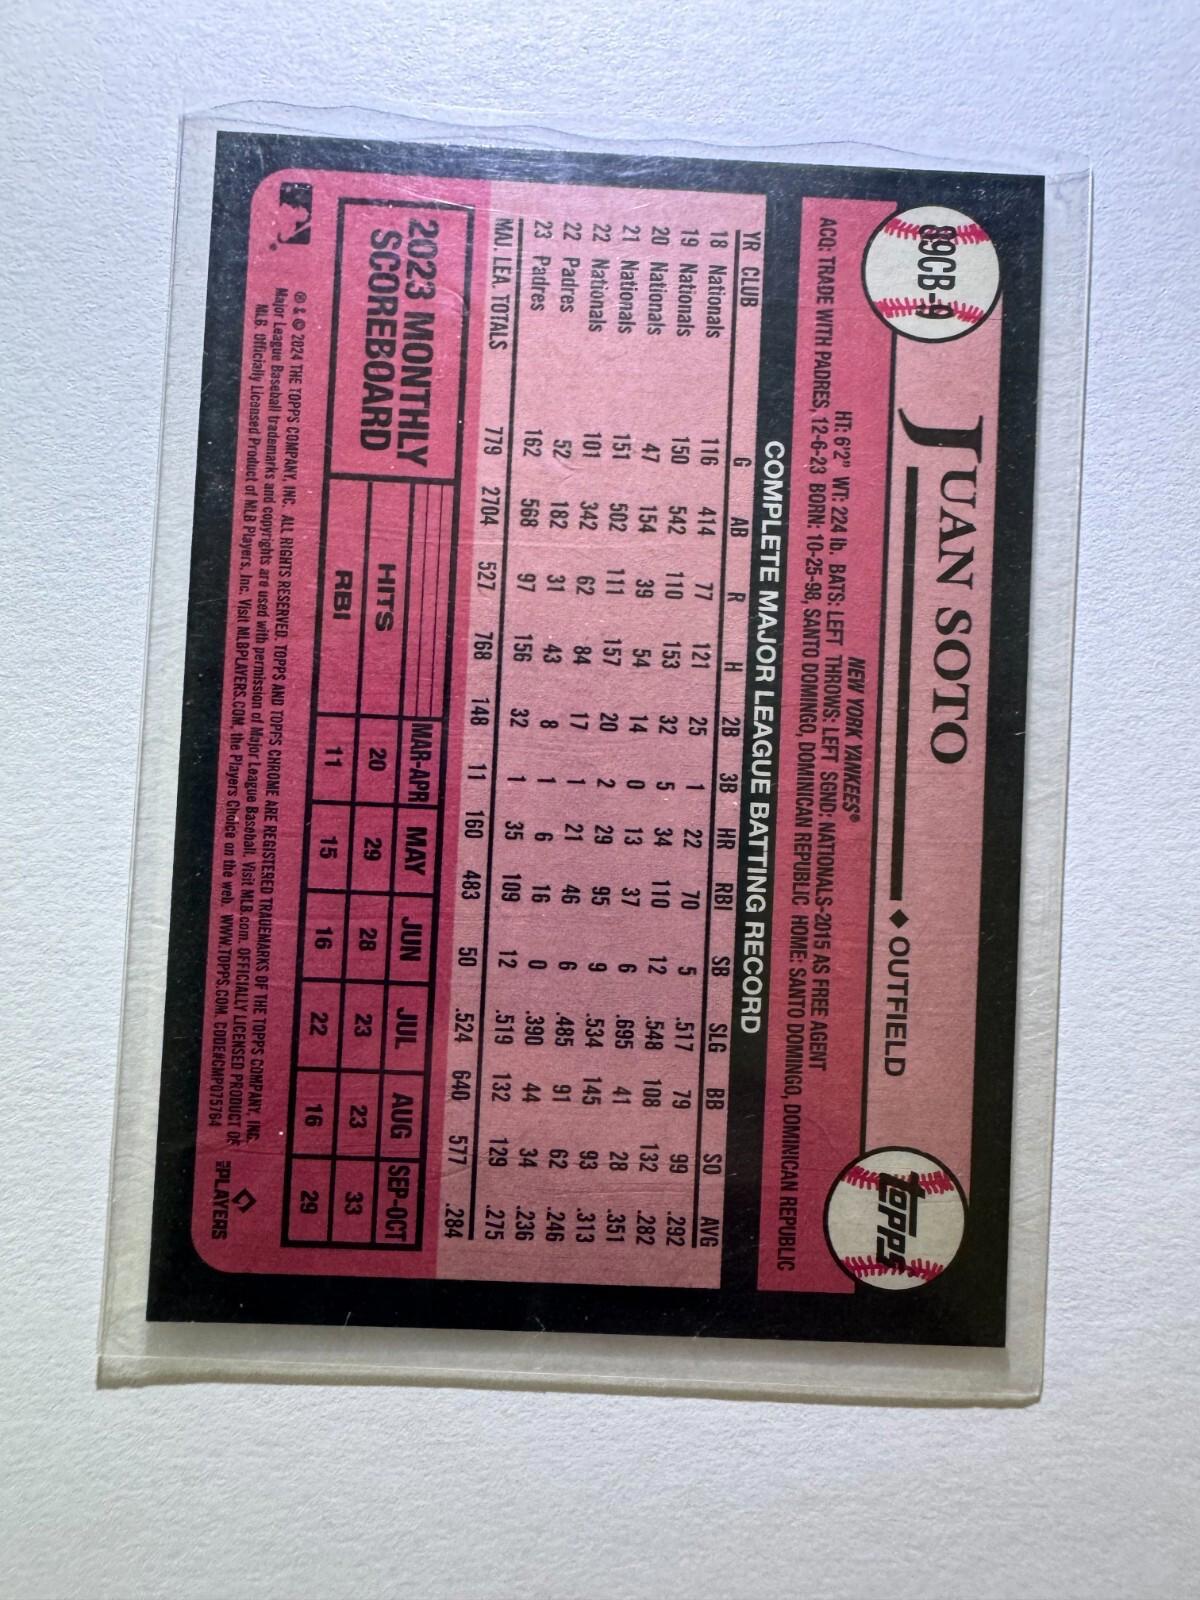 89CB-9
JUAN SOTO
◆ OUTFIELD
topps
NEW YORK YANKEES®
HT: 6'2" WT: 224 lb. BATS: LEFT THROWS: LEFT SGND: NATIONALS-2015 AS FREE AGENT
ACQ: TRADE WITH PADRES, 12-6-23 BORN: 10-25-98, SANTO DOMINGO, DOMINICAN REPUBLIC HOME: SANTO DOMINGO, DOMINICAN REPUBLIC
COMPLETE MAJOR LEAGUE BATTING RECORD
YR CLUB G AB R H 2B 3B HR RBI SB SLG BB SO AVG
18 Nationals 116 414 77 121 25 1 22 70 5 .517 79 99 .292
19 Nationals 150 542 110 153 32 5 34 110 12 .548 108 132 .282
20 Nationals 47 154 39 54 14 0 13 37 6 .695 41 28 .351
21 Nationals 151 502 111 157 20 2 29 95 9 .534 145 93 .313
22 Nationals 101 342 62 84 17 1 21 46 6 .485 91 62 .246
22 Padres 52 182 31 43 8 1 6 16 0 .390 44 34 .236
23 Padres 162 568 97 156 32 1 35 109 12 .519 132 129 .275
MAJ. LEA. TOTALS 779 2704 527 768 148 11 160 483 50 .524 640 577 .284
2023 MONTHLY
SCOREBOARD
MAR-APR MAY JUN JUL AUG SEP-OCT
HITS 20 29 28 23 23 33
RBI 11 15 16 22 16 29
® & © 2024 THE TOPPS COMPANY, INC. ALL RIGHTS RESERVED. TOPPS AND TOPPS CHROME ARE REGISTERED TRADEMARKS OF THE TOPPS COMPANY, INC.
Major League Baseball trademarks and copyrights are used with permission of Major League Baseball. Visit MLB.com. OFFICIALLY LICENSED PRODUCT OF
MLB. Officially Licensed Product of MLB Players, Inc. Visit MLBPLAYERS.COM, the Players Choice on the web. WWW.TOPPS.COM. CODE#CMP075764
MLB PLAYERS